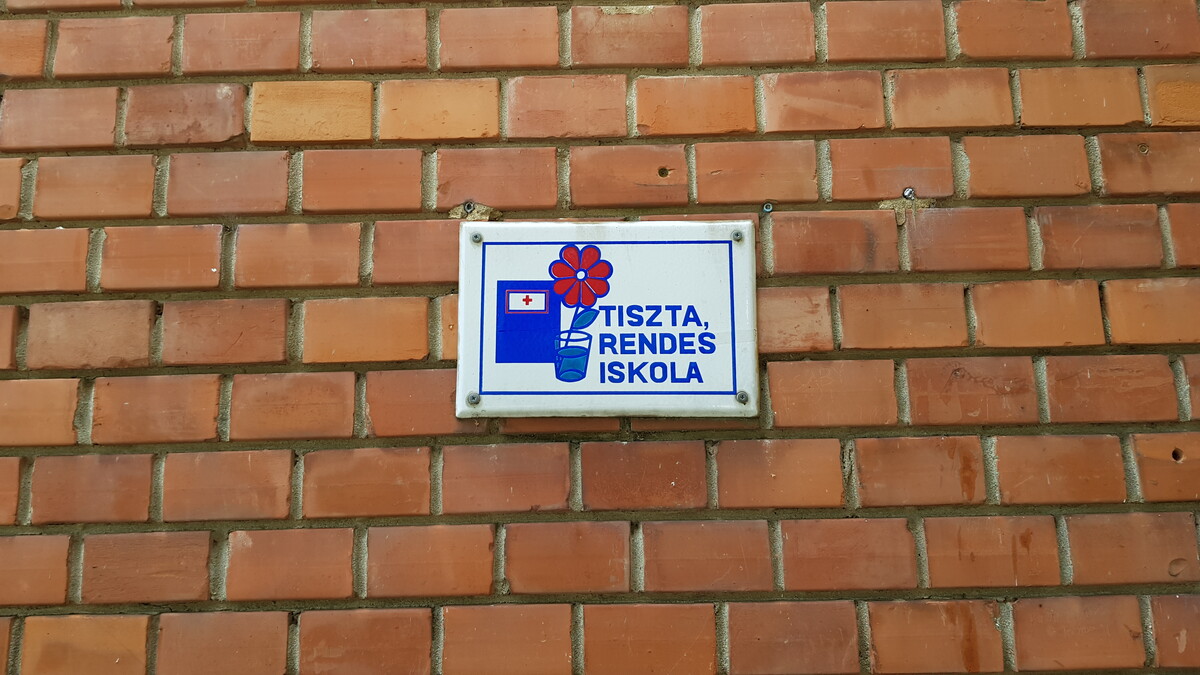 TISZTA,
RENDES
ISKOLA